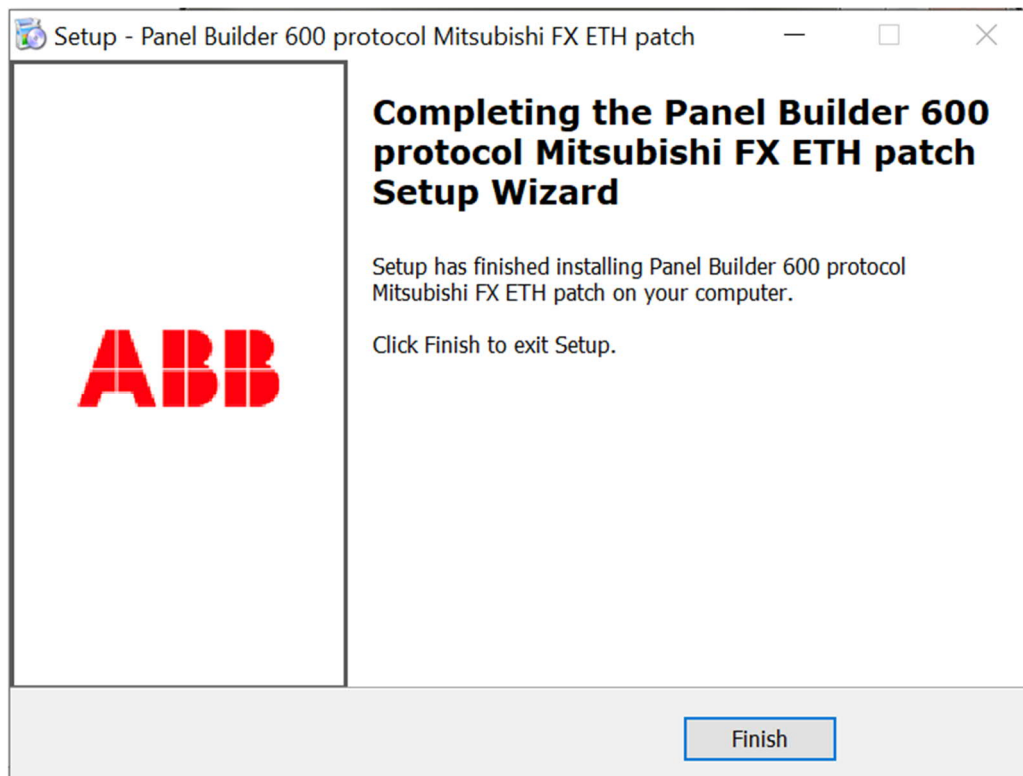 Setup - Panel Builder 600 protocol Mitsubishi FX ETH patch
Completing the Panel Builder 600
protocol Mitsubishi FX ETH patch
Setup Wizard
Setup has finished installing Panel Builder 600 protocol
Mitsubishi FX ETH patch on your computer.
Click Finish to exit Setup.
ABB
Finish